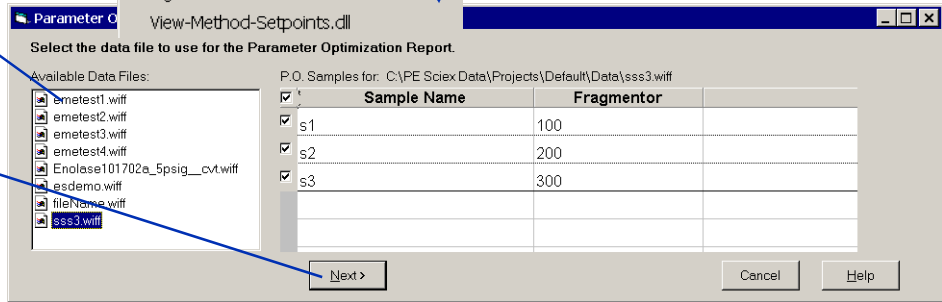 View-Method-Setpoints.dll
Parameter O
Select the data file to use for the Parameter Optimization Report.
Available Data Files:
P.O. Samples for: C:\PE Sciex Data\Projects\Default\Data\sss3.wiff
emetest1.wiff
emetest2.wiff
emetest3.wiff
emetest4.wiff
Enolase101702a_5psig__cvt.wiff
esdemo.wiff
fileName.wiff
sss3.wiff
Sample Name Fragmentor
s1 100
s2 200
s3 300
Next >
Cancel
Help